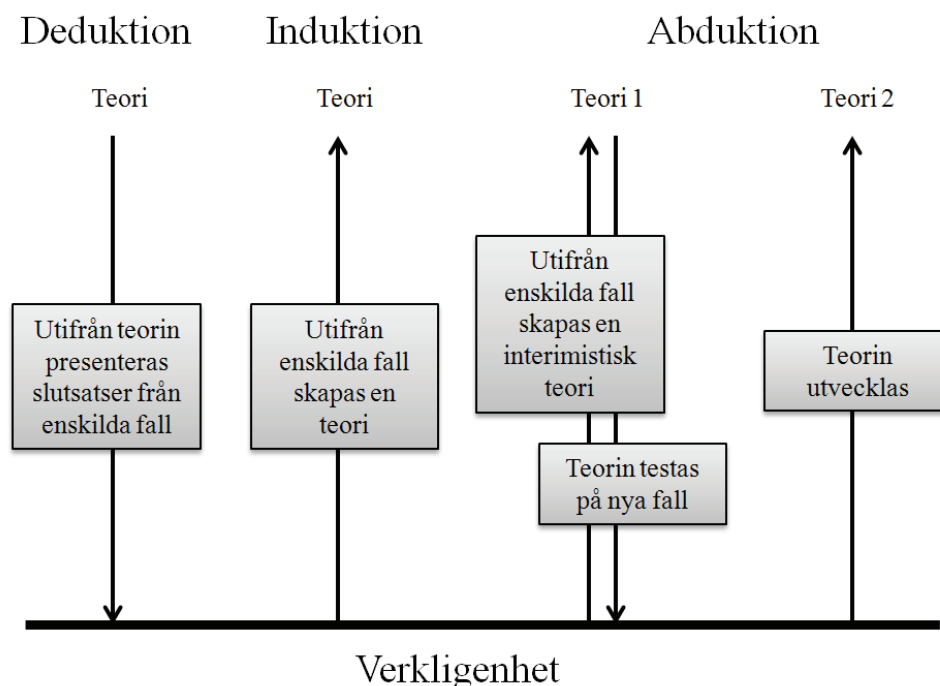 Deduktion
Induktion
Abduktion
Teori
Teori
Teori 1
Teori 2
Utifrån teorin
presenteras
slutsatser från
enskilda fall
Utifrån
enskilda fall
skapas en
teori
Utifrån
enskilda fall
skapas en
interimistisk
teori
Teorin testas
på nya fall
Teorin
utvecklas
Verkligenhet